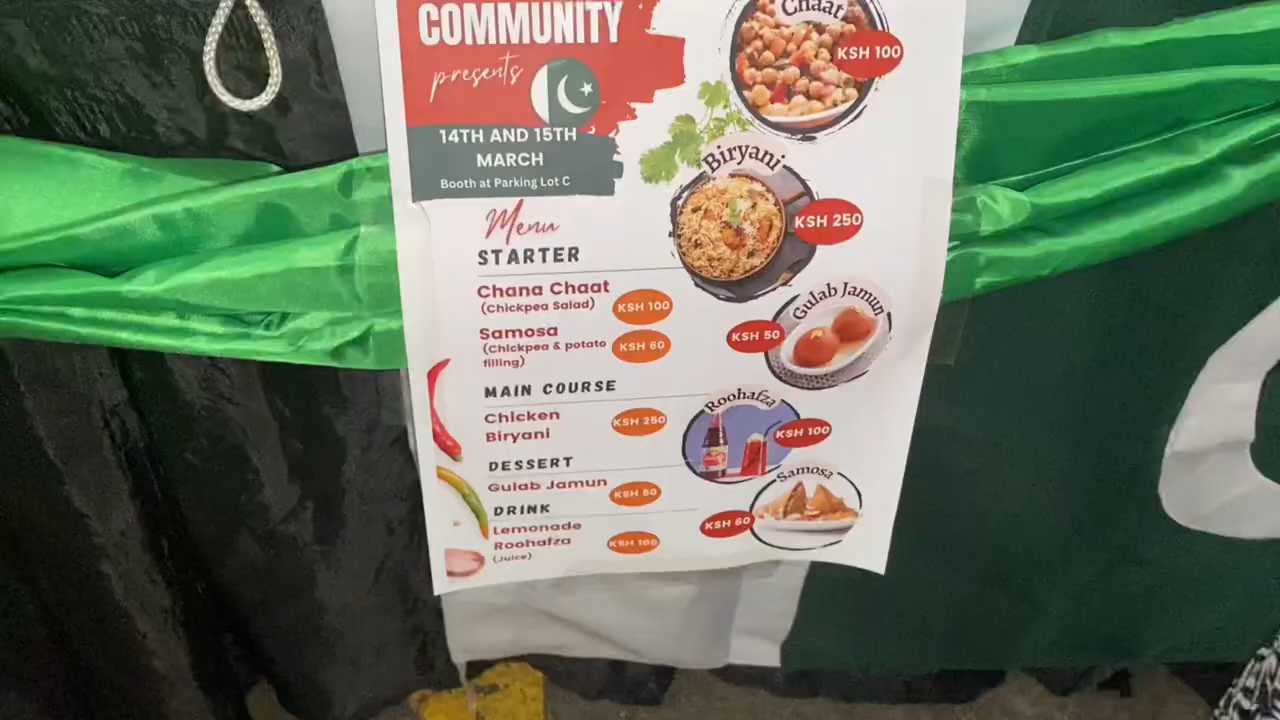 COMMUNITY
presents
14TH AND 15TH
MARCH
Booth at Parking Lot C
Menu
STARTER
Chana Chaat
(Chickpea Salad)
KSH 100
Samosa
(Chickpea & potato
filling)
KSH 60
MAIN COURSE
Chicken
Biryani
KSH 250
DESSERT
Gulab Jamun
KSH 50
DRINK
Lemonade
Roohafza
(Juice)
KSH 100
Chaat
KSH 100
Biryani
KSH 250
Gulab Jamun
KSH 50
Roohafza
KSH 100
Samosa
KSH 60